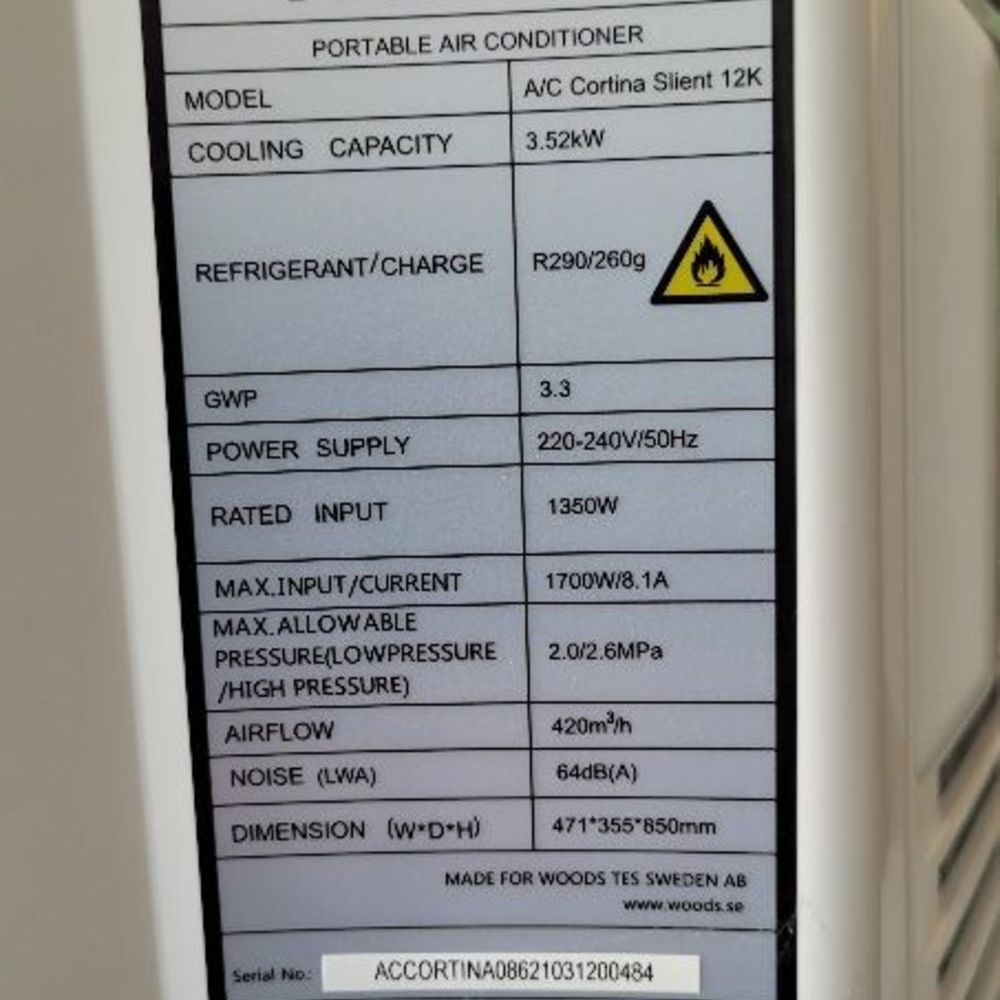 PORTABLE AIR CONDITIONER
MODEL A/C Cortina Slient 12K
COOLING CAPACITY 3.52kW
REFRIGERANT/CHARGE R290/260g
GWP 3.3
POWER SUPPLY 220-240V/50Hz
RATED INPUT 1350W
MAX.INPUT/CURRENT 1700W/8.1A
MAX.ALLOWABLE
PRESSURE(LOWPRESSURE 2.0/2.6MPa
/HIGH PRESSURE)
AIRFLOW 420m³/h
NOISE (LWA) 64dB(A)
DIMENSION (W*D*H) 471*355*850mm
MADE FOR WOODS TES SWEDEN AB
www.woods.se
Serial No.: ACCORTINA08621031200484